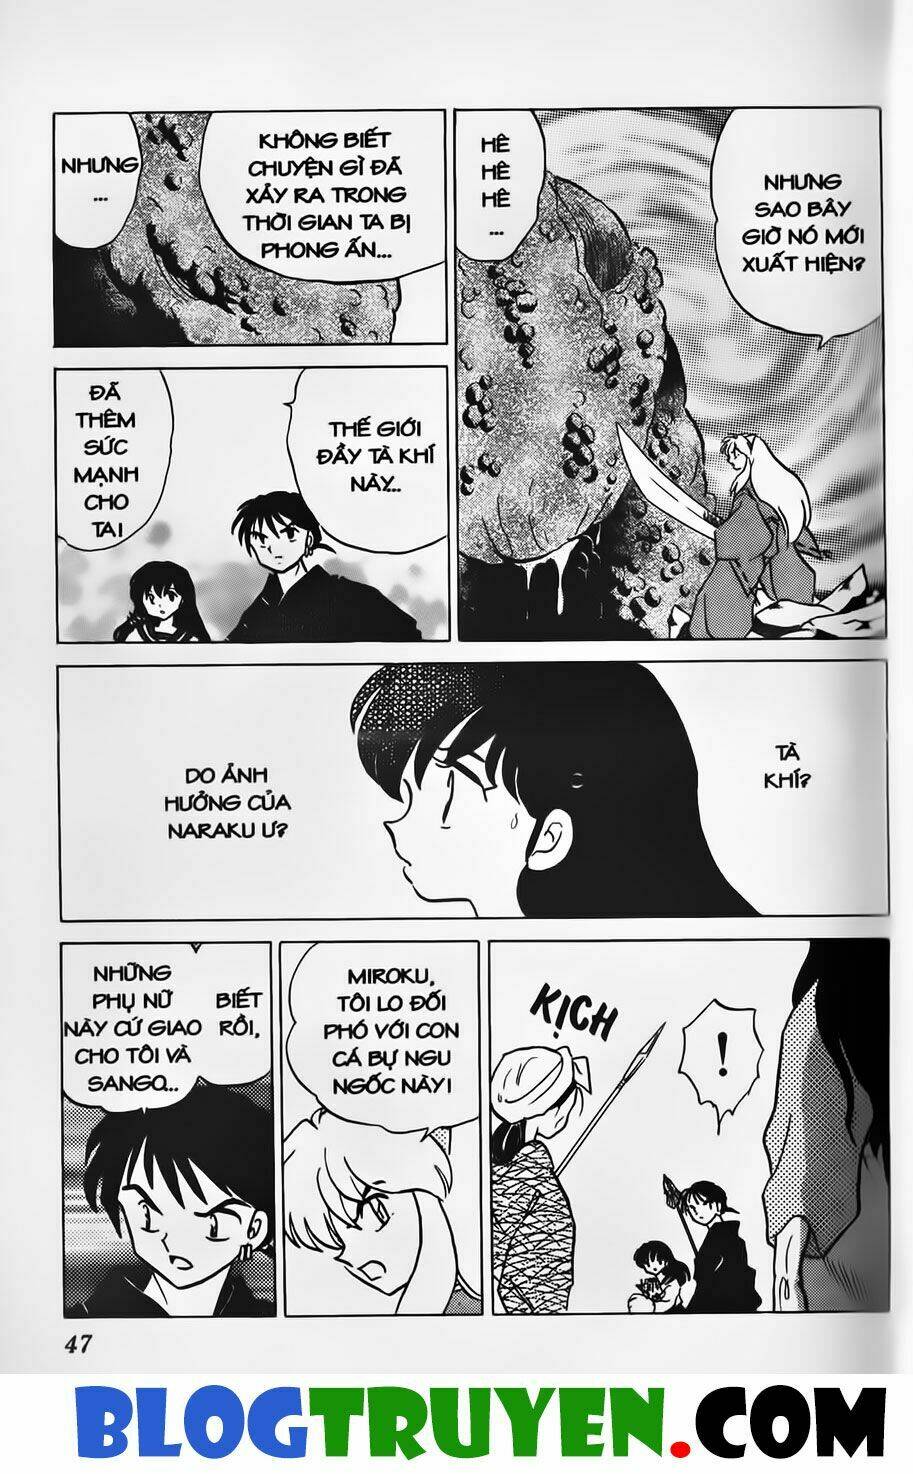 NHƯNG
SAO BÂY
GIỜ NÓ MỚI
XUẤT HIỆN?
HÊ
HÊ
HÊ
...
KHÔNG BIẾT
CHUYỆN GÌ ĐÃ
XẢY RA TRONG
THỜI GIAN TA BỊ
PHONG ẤN...
NHƯNG
...
THẾ GIỚI
ĐẦY TÀ KHÍ
NÀY...
ĐÃ
THÊM
SỨC
MẠNH
CHO
TA!
TÀ
KHÍ?
DO ẢNH
HƯỞNG CỦA
NARAKU Ư?
!
KỊCH
MIROKU,
TÔI LO ĐỐI
PHÓ VỚI CON
CÁ BỰ NGU
NGỐC NÀY!
BIẾT
RỒI,
NHỮNG
PHỤ NỮ
NÀY CỨ GIAO
CHO TÔI VÀ
SANGO...
47
BLOGTRUYEN.COM